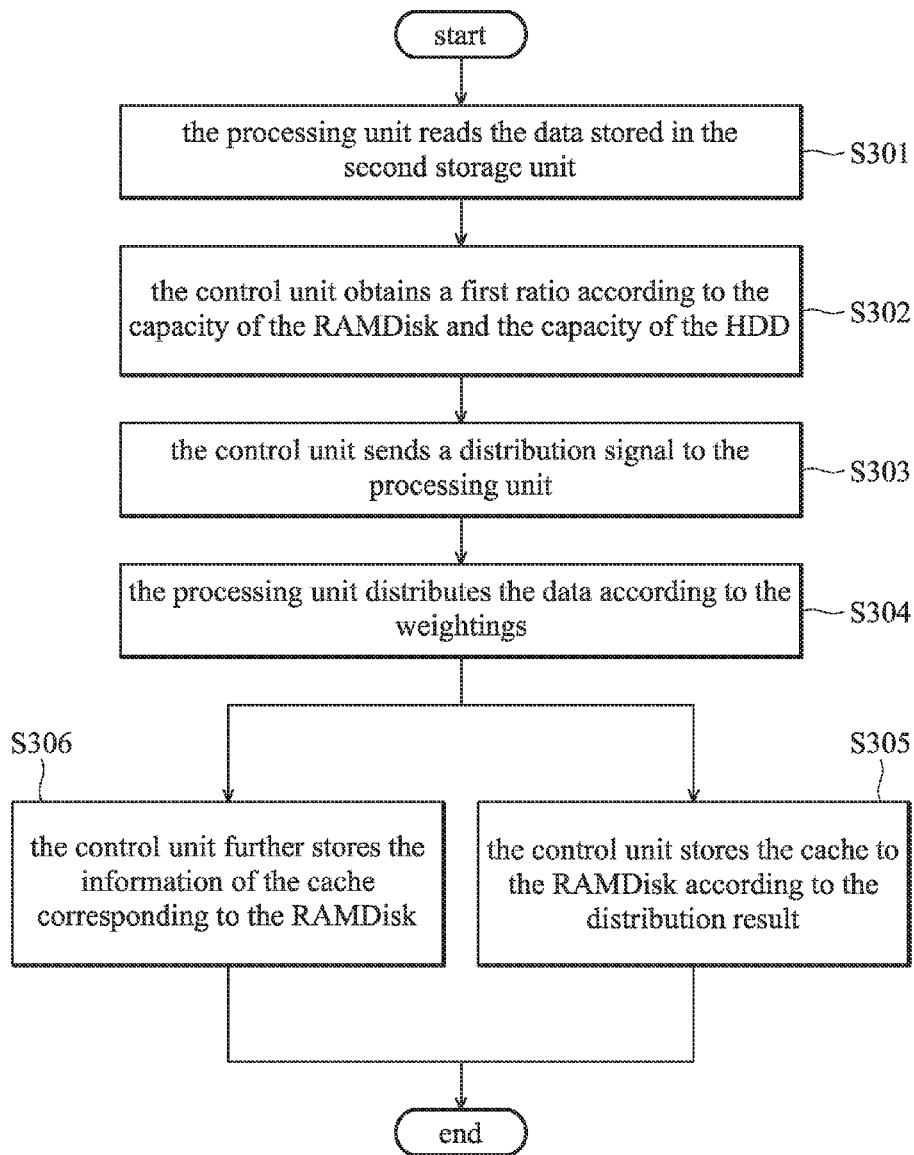 start
the processing unit reads the data stored in the
second storage unit
S301
the control unit obtains a first ratio according to the
capacity of the RAMDisk and the capacity of the HDD
S302
the control unit sends a distribution signal to the
processing unit
S303
the processing unit distributes the data according to the
weightings
S304
S306
the control unit further stores the
information of the cache
corresponding to the RAMDisk
S305
the control unit stores the cache to
the RAMDisk according to the
distribution result
end